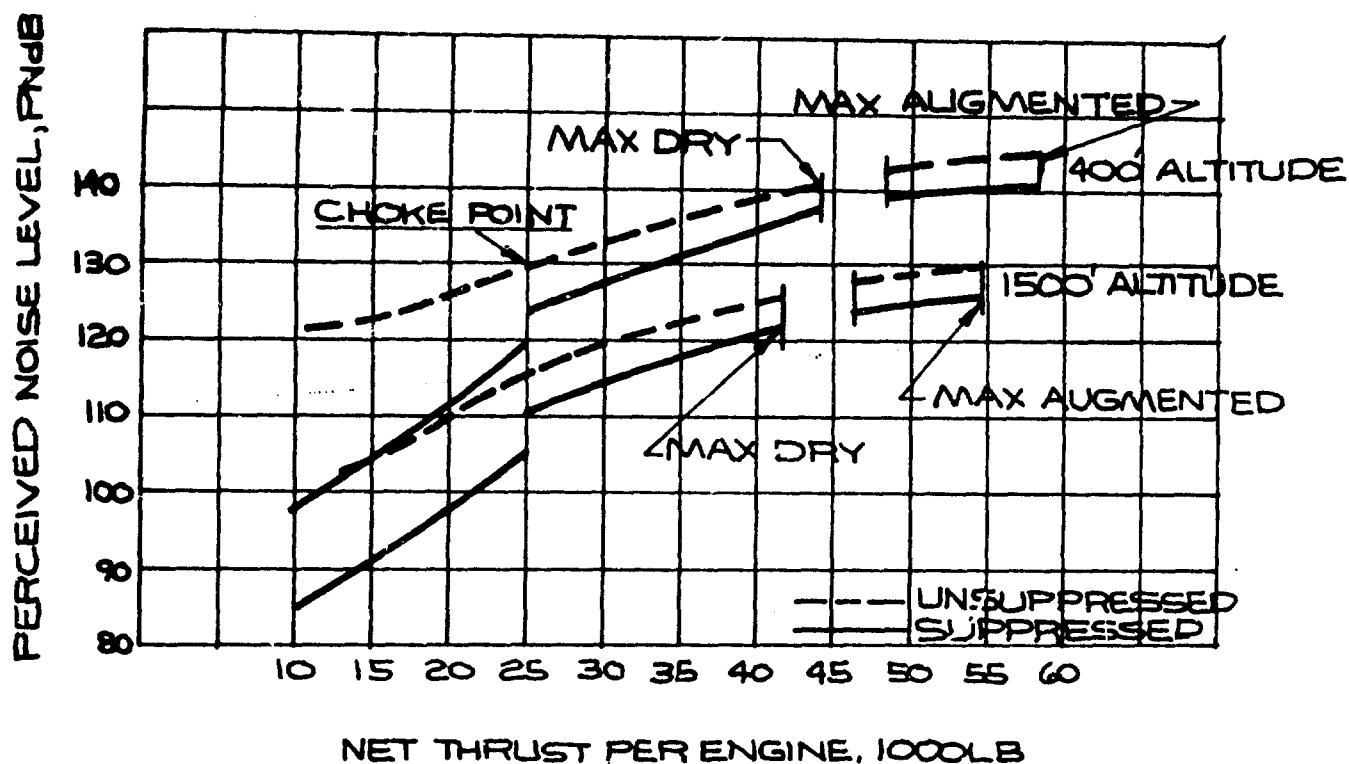 PERCEIVED NOISE LEVEL, PNdB
MAX AUGMENTED
MAX DRY
140
400' ALTITUDE
CHOKE POINT
130
1500' ALTITUDE
120
110
MAX AUGMENTED
MAX DRY
100
90
UNSUPPRESSED
SUPPRESSED
80
10 15 20 25 30 35 40 45 50 55 60
NET THRUST PER ENGINE, 1000LB